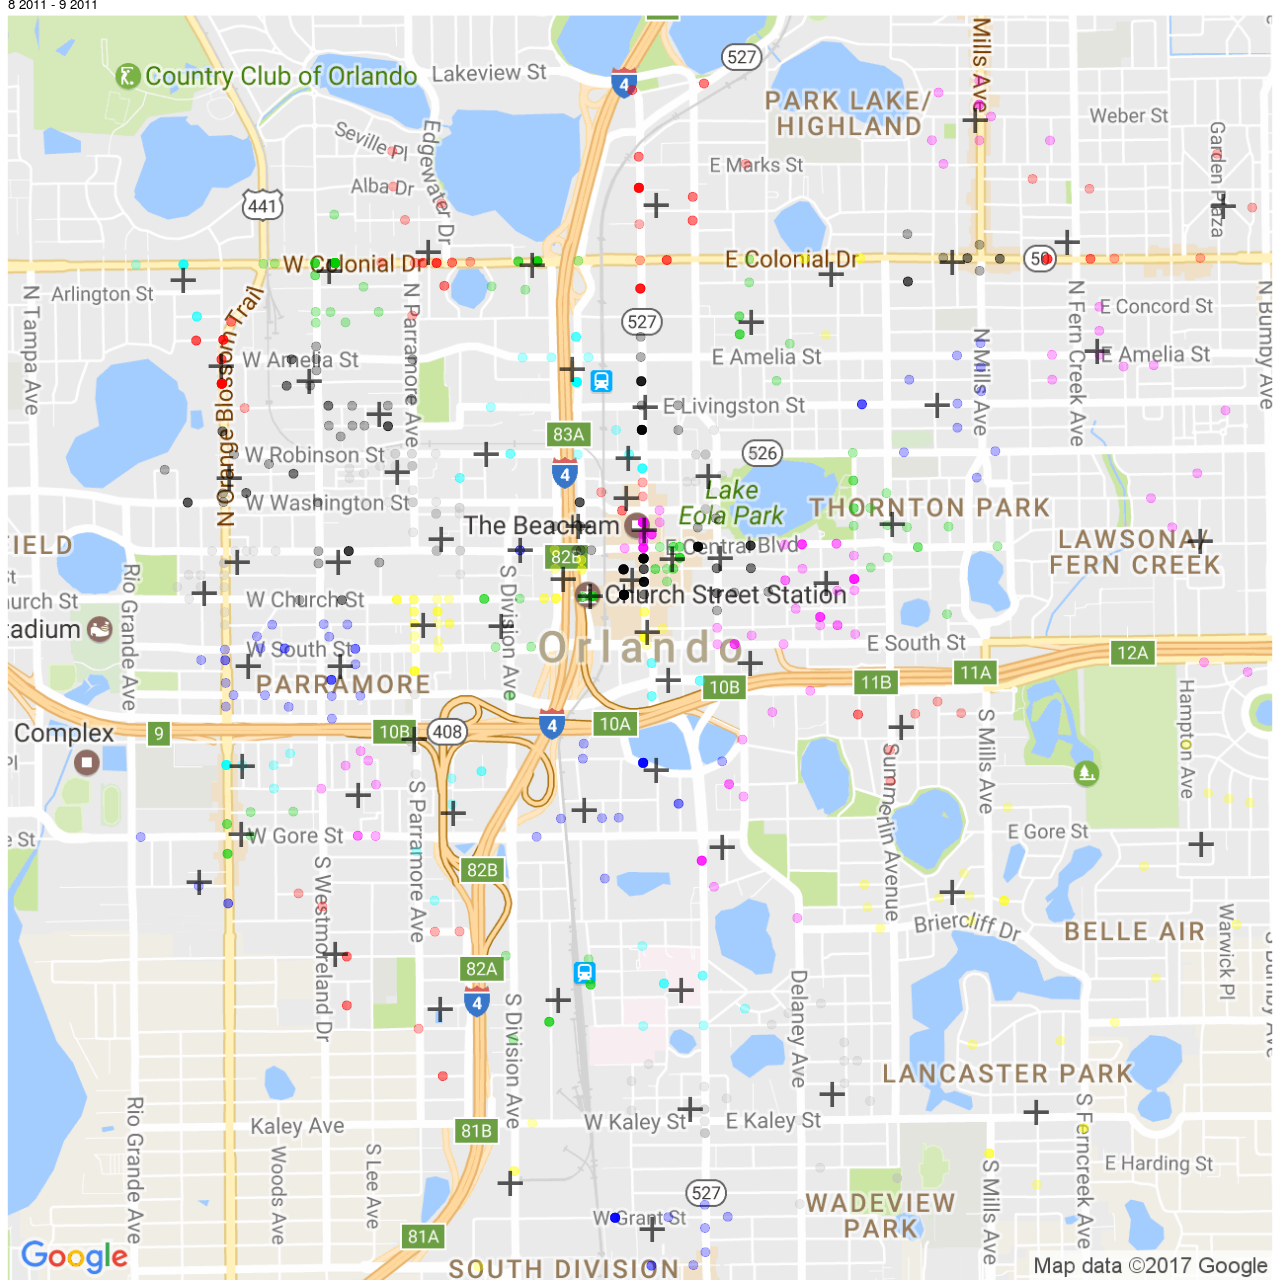 8 2011 - 9 2011
Country Club of Orlando
Lakeview St
4
527
Mills Ave
PARK LAKE/
HIGHLAND
Weber St
Seville Pl
Edgewater Dr
E Marks St
Garden Plaza
Alba Dr
441
W Colonial Dr
E Colonial Dr
50
Arlington St
N Tampa Ave
N Orange Blossom Trail
N Parramore Ave
527
N Fern Creek Ave
E Concord St
N Bumby Ave
W Amelia St
E Amelia St
N Mills Ave
E Amelia St
E Livingston St
83A
W Robinson St
526
4
Lake
Eola Park
W Washington St
THORNTON PARK
The Beacham
FIELD
82B
E Central Blvd
LAWSONA/
FERN CREEK
Rio Grande Ave
S Division Ave
W Church St
Church Street Station
tadium
W South St
Orlando
E South St
12A
11A
11B
10B
PARRAMORE
Hampton Ave
Complex
9
10B
408
4
10A
S Mills Ave
Summerlin Avenue
S Parramore Ave
W Gore St
E Gore St
e St
S Westmoreland Dr
82B
Briercliff Dr
BELLE AIR
Warwick Pl
S Bumby Ave
82A
4
S Division Ave
Delaney Ave
LANCASTER PARK
Rio Grande Ave
Kaley Ave
81B
W Kaley St
E Kaley St
S Ferncreek Ave
Woods Ave
S Lee Ave
E Harding St
S Mills Ave
527
WADEVIEW
PARK
W Grant St
81A
Google
SOUTH DIVISION
Map data ©2017 Google